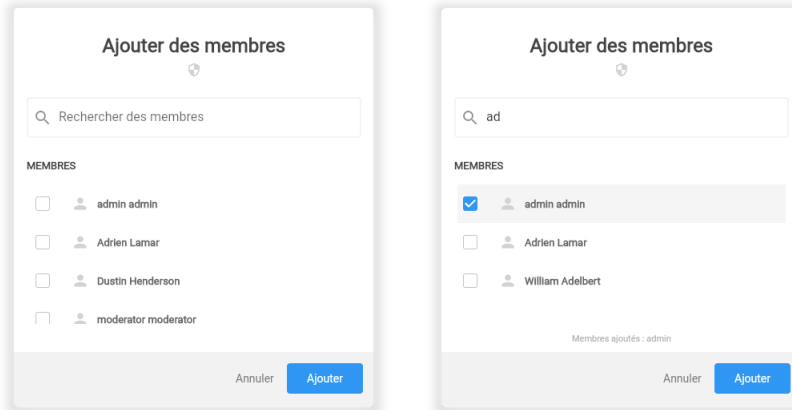 Ajouter des membres
Rechercher des membres
MEMBRES
admin admin
Adrien Lamar
Dustin Henderson
moderator moderator
Annuler
Ajouter
Ajouter des membres
ad
MEMBRES
admin admin
Adrien Lamar
William Adelbert
Membres ajoutés : admin
Annuler
Ajouter